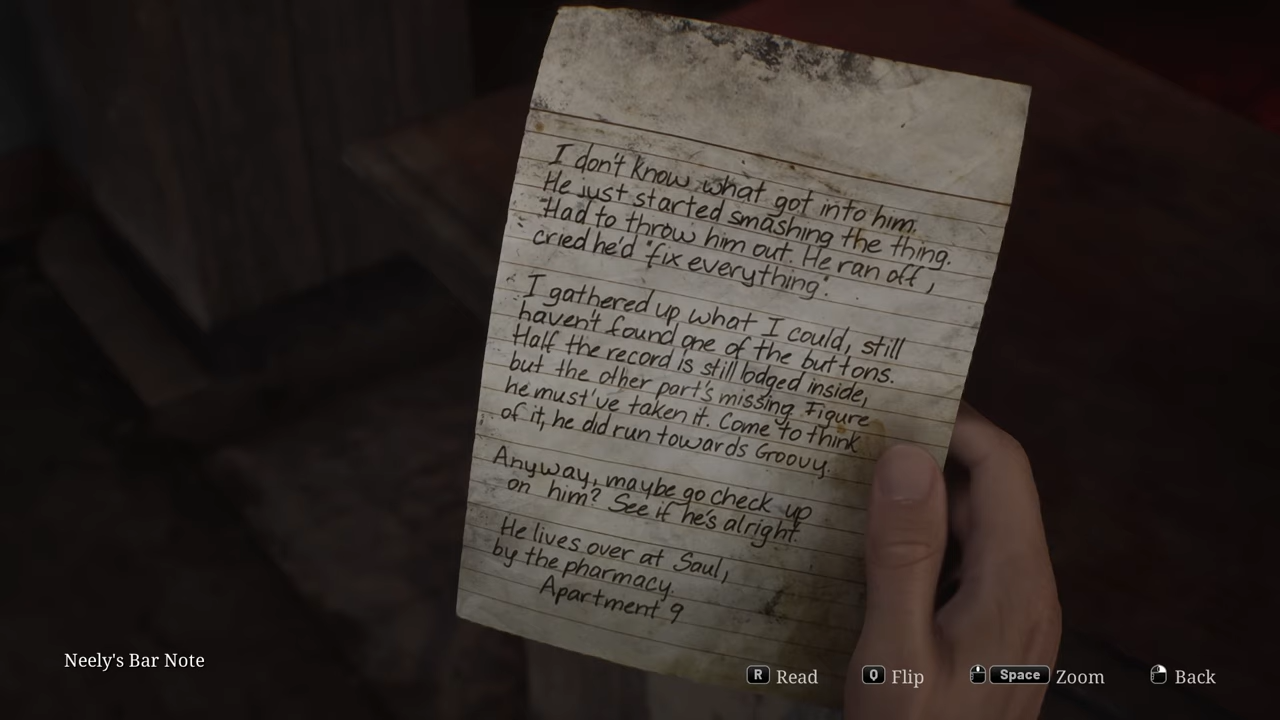 I don't know what got into him.
He just started smashing the thing.
Had to throw him out. He ran off,
cried he'd "fix everything".
I gathered up what I could, still
haven't found one of the buttons.
Half the record is still lodged inside,
but the other part's missing. Figure
he must've taken it. Come to think
of it, he did run towards Groovy.
Anyway, maybe go check up
on him? See if he's alright.
He lives over at Saul,
by the pharmacy.
Apartment 9
Neely's Bar Note
R Read
Q Flip
Space Zoom
Back